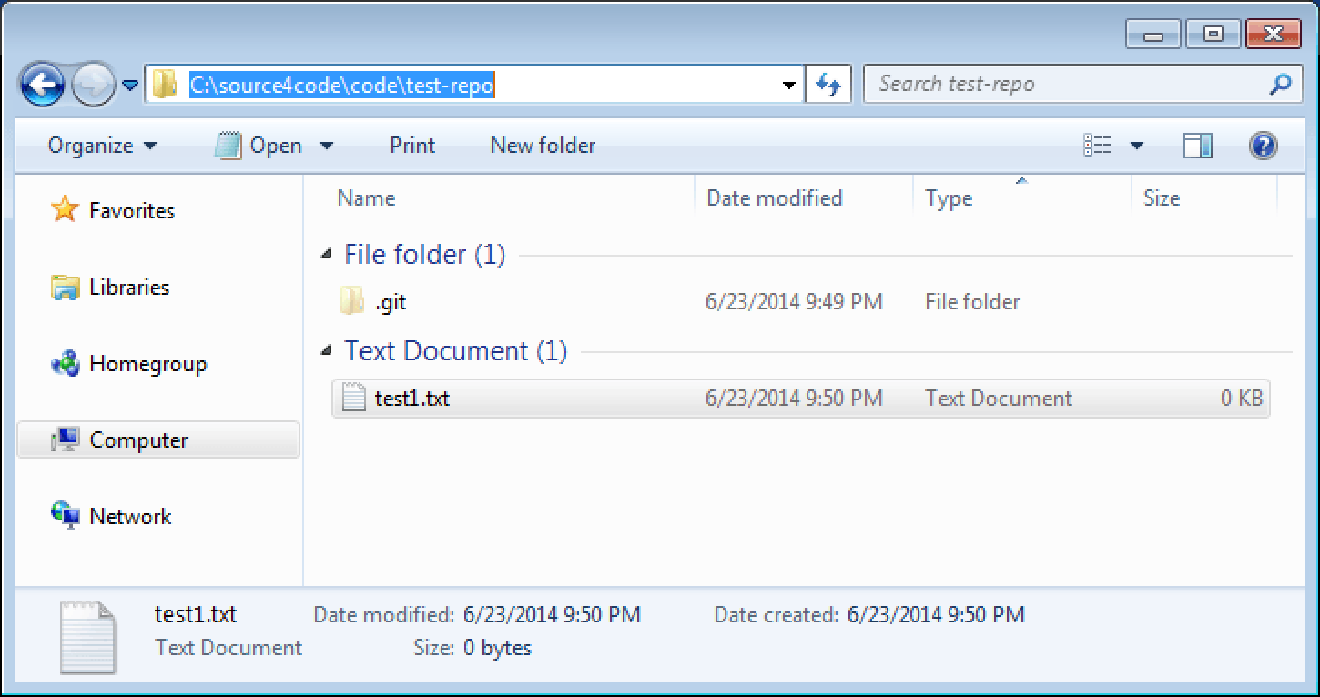 C:\source4code\code\test-repo
Search test-repo
Organize Open Print New folder
Name Date modified Type Size
Favorites
File folder (1)
Libraries
.git 6/23/2014 9:49 PM File folder
Text Document (1)
Homegroup
test1.txt 6/23/2014 9:50 PM Text Document 0 KB
Computer
Network
test1.txt Date modified: 6/23/2014 9:50 PM Date created: 6/23/2014 9:50 PM
Text Document Size: 0 bytes